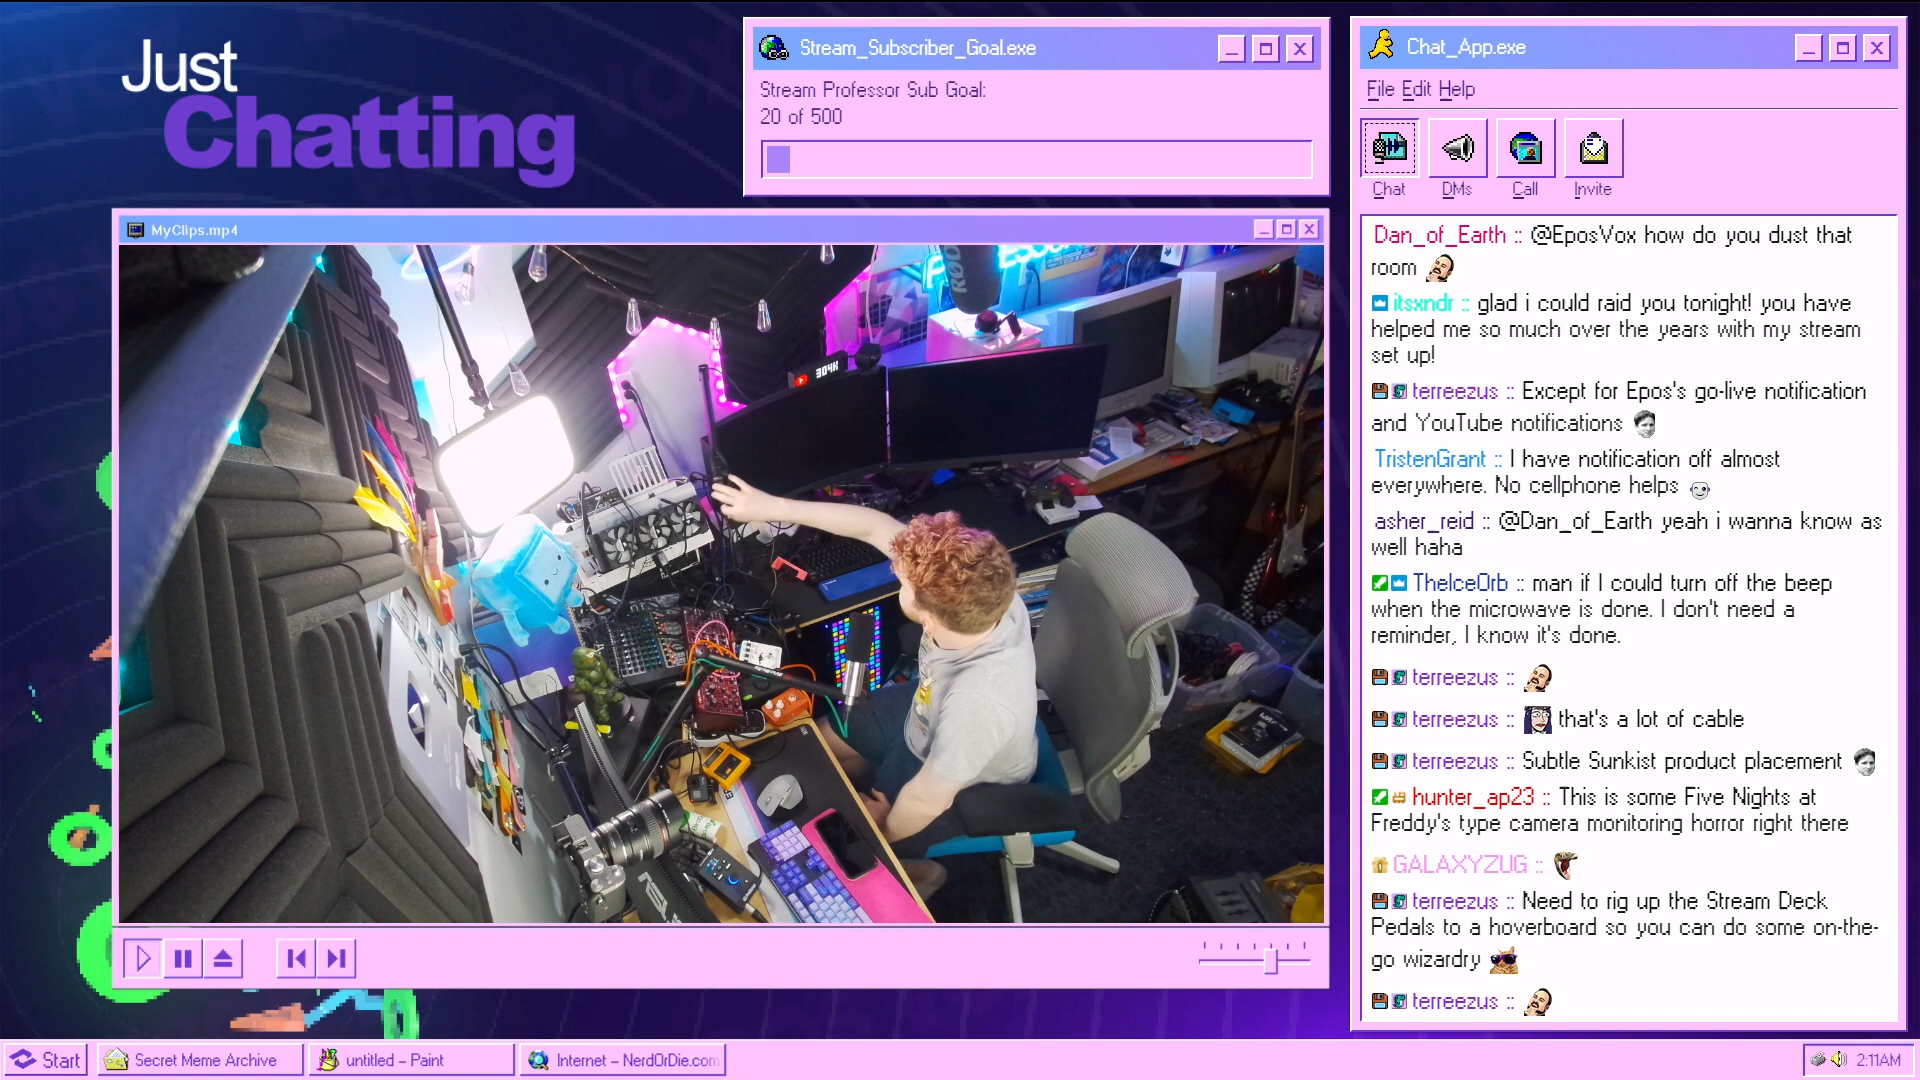 Just
Chatting
Stream_Subscriber_Goal.exe
Stream Professor Sub Goal:
20 of 500
MyClips.mp4
304K
RØD
Chat_App.exe
File Edit Help
Chat DMs Call Invite
Dan_of_Earth :: @EposVox how do you dust that
room
itsxndr :: glad i could raid you tonight! you have
helped me so much over the years with my stream
set up!
terreezus :: Except for Epos's go-live notification
and YouTube notifications
TristenGrant :: I have notification off almost
everywhere. No cellphone helps
asher_reid :: @Dan_of_Earth yeah i wanna know as
well haha
TheIceOrb :: man if I could turn off the beep
when the microwave is done. I don't need a
reminder, I know it's done.
terreezus ::
terreezus :: that's a lot of cable
terreezus :: Subtle Sunkist product placement
hunter_ap23 :: This is some Five Nights at
Freddy's type camera monitoring horror right there
GALAXYZUG ::
terreezus :: Need to rig up the Stream Deck
Pedals to a hoverboard so you can do some on-the-
go wizardry
terreezus ::
Start
Secret Meme Archive
untitled - Paint
Internet - NerdOrDie.com
2:11AM